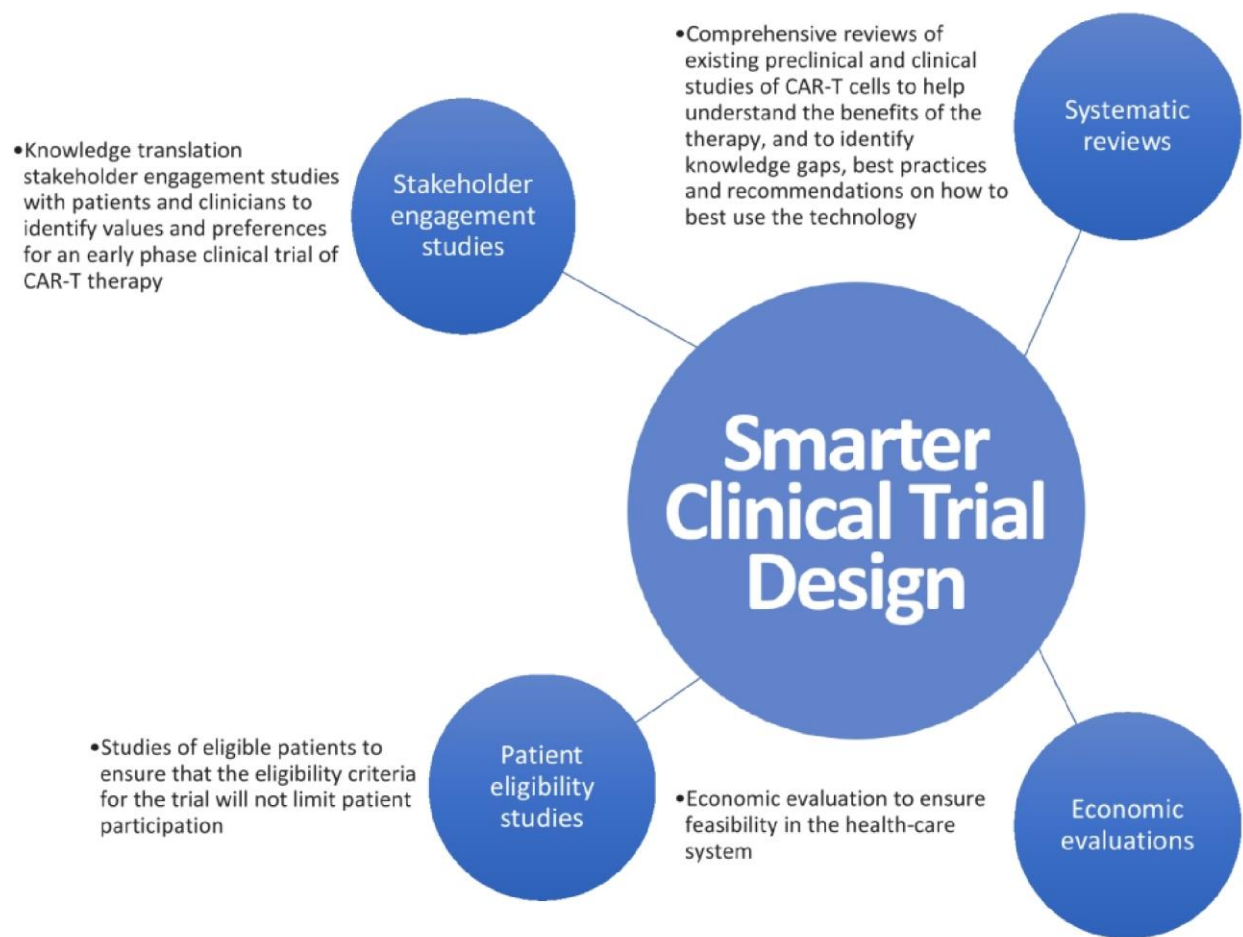 •Comprehensive reviews of
existing preclinical and clinical
studies of CAR-T cells to help
understand the benefits of the
therapy, and to identify
knowledge gaps, best practices
and recommendations on how to
best use the technology
Systematic
reviews
•Knowledge translation
stakeholder engagement studies
with patients and clinicians to
identify values and preferences
for an early phase clinical trial of
CAR-T therapy
Stakeholder
engagement
studies
Smarter
Clinical Trial
Design
•Studies of eligible patients to
ensure that the eligibility criteria
for the trial will not limit patient
participation
Patient
eligibility
studies
•Economic evaluation to ensure
feasibility in the health-care
system
Economic
evaluations